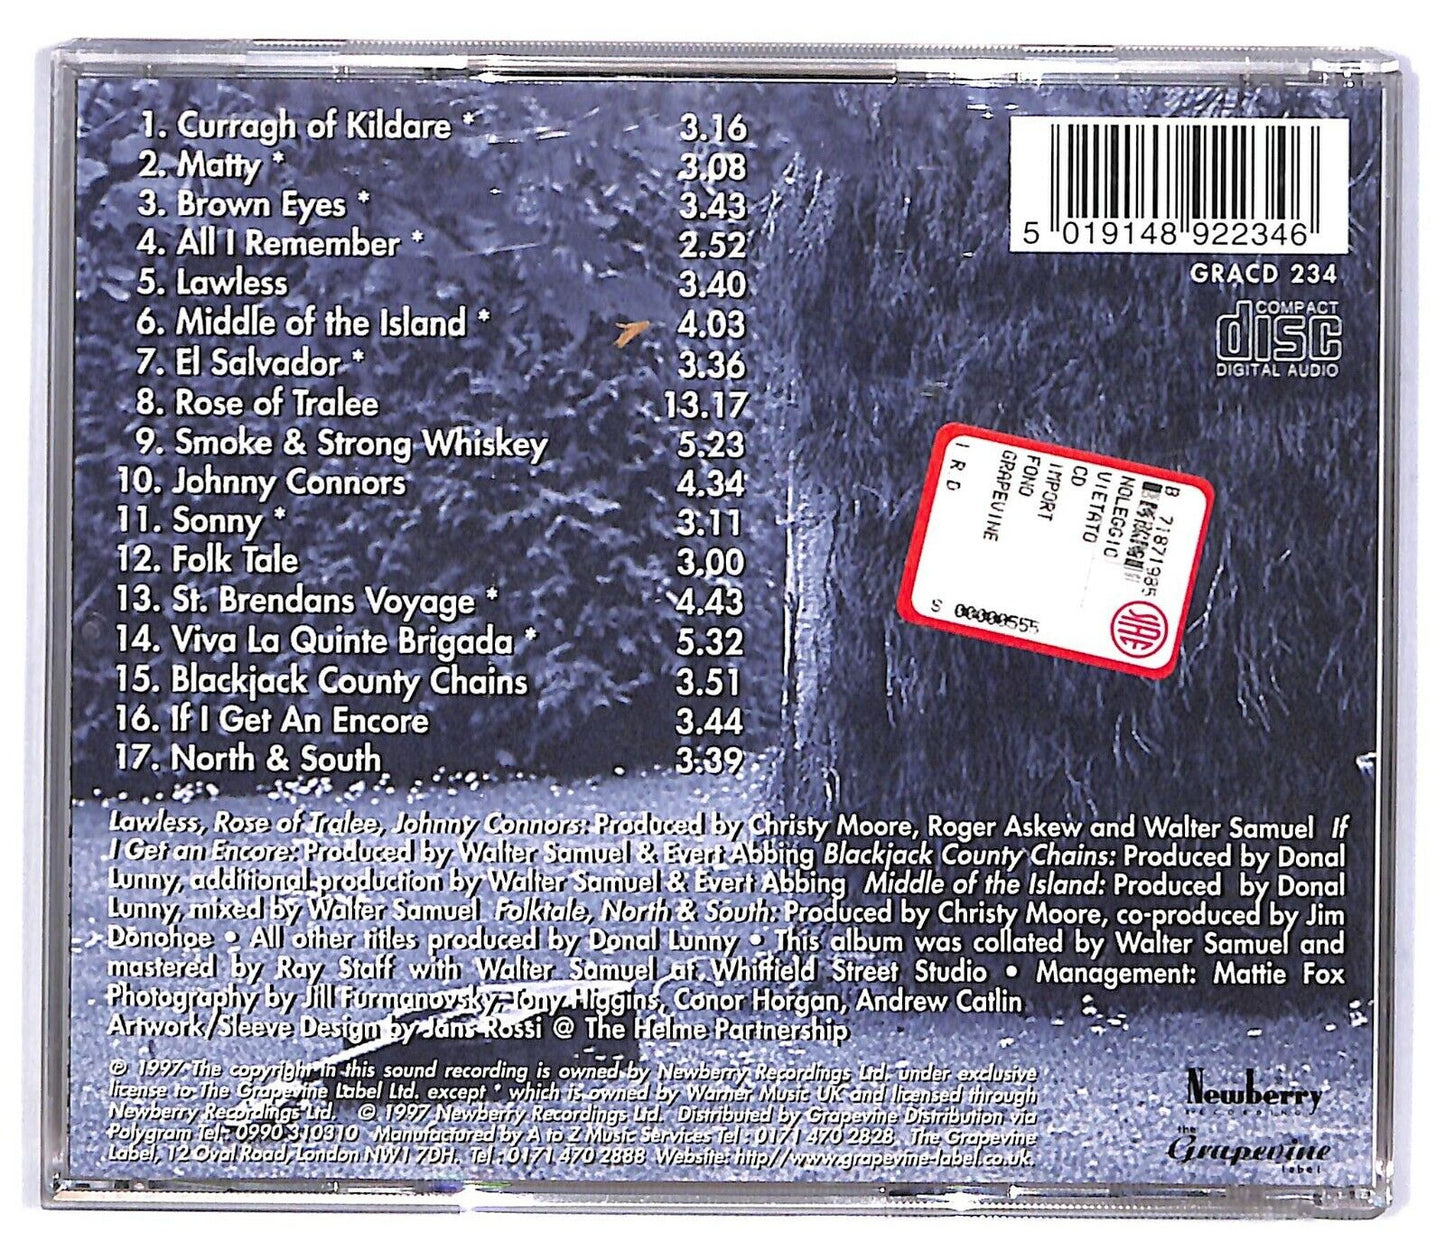 1. Curragh of Kildare * 3.16
2. Matty * 3.08
3. Brown Eyes * 3.43
4. All I Remember * 2.52
5. Lawless 3.40
6. Middle of the Island * 4.03
7. El Salvador * 3.36
8. Rose of Tralee 13.17
9. Smoke & Strong Whiskey 5.23
10. Johnny Connors 4.34
11. Sonny * 3.11
12. Folk Tale 3.00
13. St. Brendans Voyage * 4.43
14. Viva La Quinte Brigada * 5.32
15. Blackjack County Chains 3.51
16. If I Get An Encore 3.44
17. North & South 3.39
5 019148 922346
GRACD 234
COMPACT
disc
DIGITAL AUDIO
B 71871985
NOLEGGIO
VIETATO
CD
IMPORT
FONO
GRAPEVINE
I R D
S 00000555
SIAE
Lawless, Rose of Tralee, Johnny Connors: Produced by Christy Moore, Roger Askew and Walter Samuel If
I Get an Encore: Produced by Walter Samuel & Evert Abbing Blackjack County Chains: Produced by Donal
Lunny, additional production by Walter Samuel & Evert Abbing Middle of the Island: Produced by Donal
Lunny, mixed by Walter Samuel Folktale, North & South: Produced by Christy Moore, co-produced by Jim
Donohoe • All other titles produced by Donal Lunny • This album was collated by Walter Samuel and
mastered by Ray Staff with Walter Samuel at Whiffield Street Studio • Management: Mattie Fox
Photography by Jill Furmanovsky, Tony Higgins, Conor Horgan, Andrew Catlin
Artwork/Sleeve Design by Jans Rossi @ The Helme Partnership
℗ 1997 The copyright in this sound recording is owned by Newberry Recordings Ltd. under exclusive
license to The Grapevine Label Ltd. except * which is owned by Warner Music UK and licensed through
Newberry Recordings Ltd. © 1997 Newberry Recordings Ltd. Distributed by Grapevine Distribution via
Polygram Tel: 0990 310310 Manufactured by A to Z Music Services Tel : 0171 470 2828 The Grapevine
Label, 12 Oval Road, London NW1 7DH. Tel : 0171 470 2888 Website: http//www.grapevine-label.co.uk.
Newberry
RECORDINGS
the
Grapevine
label